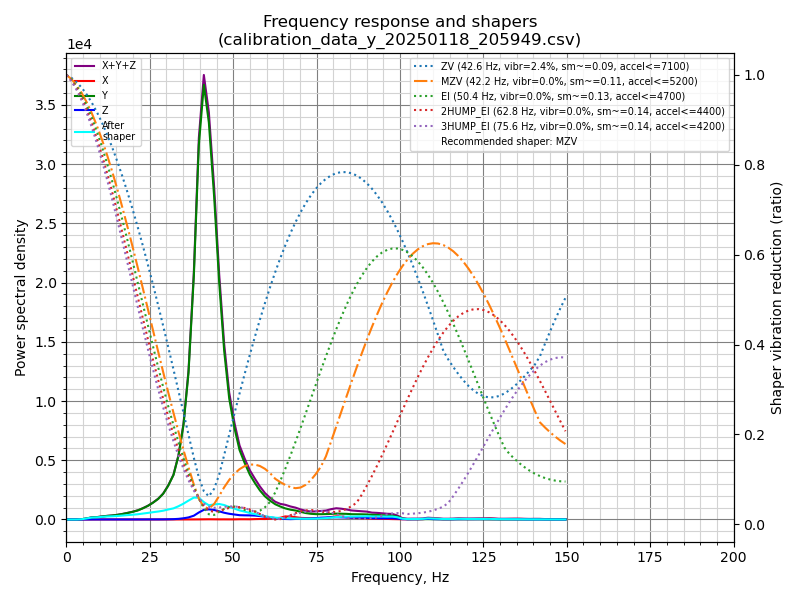 Frequency response and shapers
(calibration_data_y_20250118_205949.csv)
1e4
X+Y+Z
X
Y
Z
After
shaper
ZV (42.6 Hz, vibr=2.4%, sm~=0.09, accel<=7100)
MZV (42.2 Hz, vibr=0.0%, sm~=0.11, accel<=5200)
EI (50.4 Hz, vibr=0.0%, sm~=0.13, accel<=4700)
2HUMP_EI (62.8 Hz, vibr=0.0%, sm~=0.14, accel<=4400)
3HUMP_EI (75.6 Hz, vibr=0.0%, sm~=0.14, accel<=4200)
Recommended shaper: MZV
Power spectral density
3.5
3.0
2.5
2.0
1.5
1.0
0.5
0.0
1.0
0.8
0.6
0.4
0.2
0.0
Shaper vibration reduction (ratio)
0 25 50 75 100 125 150 175 200
Frequency, Hz